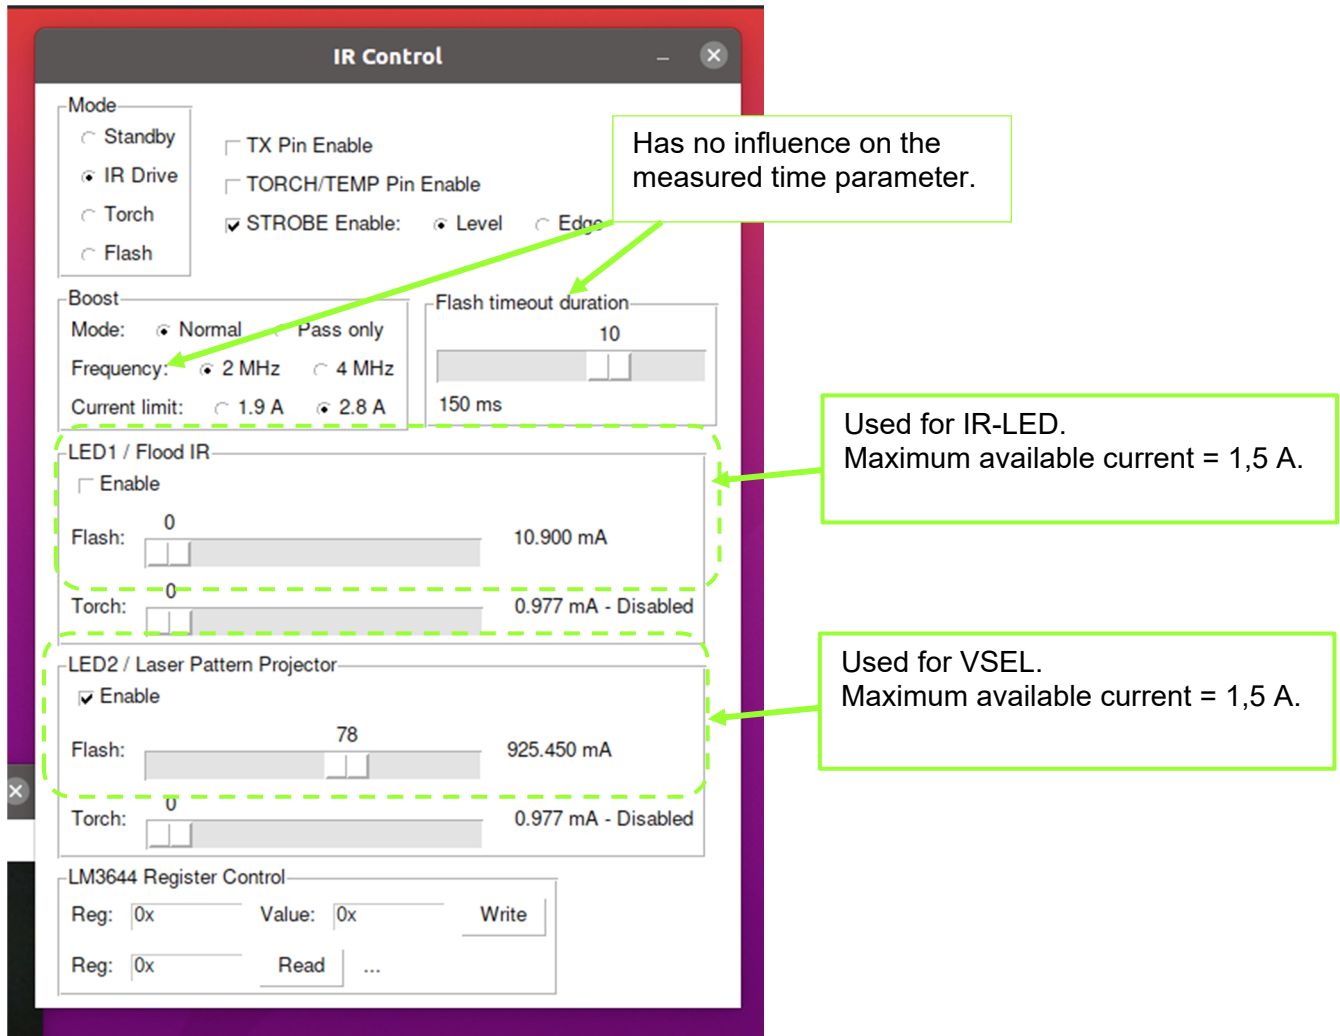 IR Control
Mode
Standby
IR Drive
Torch
Flash
TX Pin Enable
TORCH/TEMP Pin Enable
STROBE Enable: Level Edge
Has no influence on the
measured time parameter.
Boost
Mode: Normal Pass only
Frequency: 2 MHz 4 MHz
Current limit: 1.9 A 2.8 A
Flash timeout duration
10
150 ms
LED1 / Flood IR
Enable
0
Flash: 10.900 mA
0
Torch: 0.977 mA - Disabled
Used for IR-LED.
Maximum available current = 1,5 A.
LED2 / Laser Pattern Projector
Enable
78
Flash: 925.450 mA
0
Torch: 0.977 mA - Disabled
Used for VSEL.
Maximum available current = 1,5 A.
LM3644 Register Control
Reg: 0x Value: 0x Write
Reg: 0x Read ...